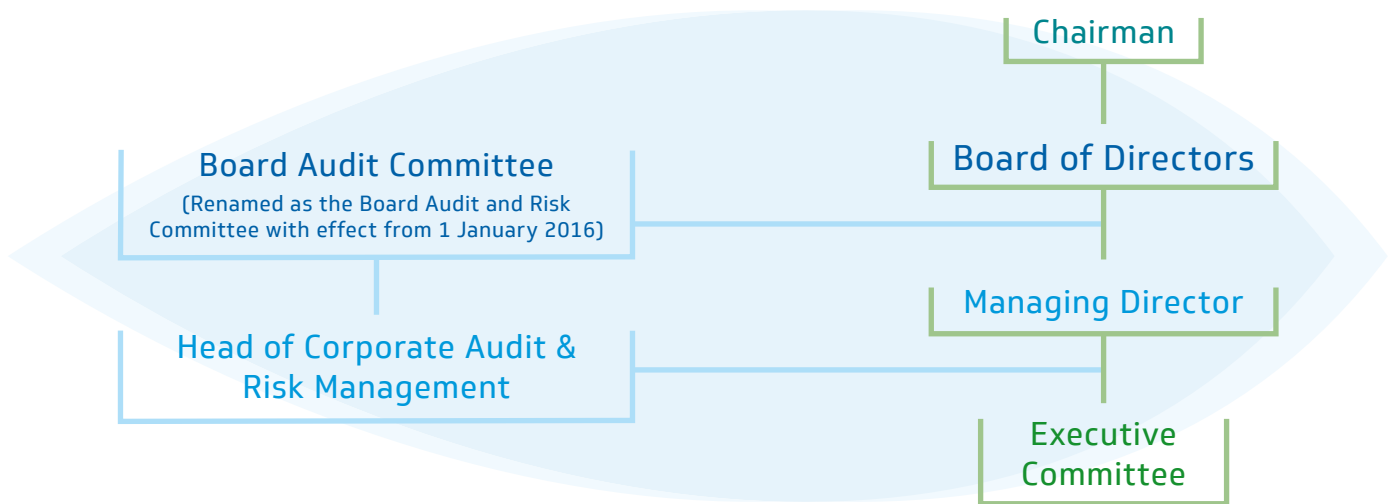 Chairman
Board of Directors
Board Audit Committee
(Renamed as the Board Audit and Risk
Committee with effect from 1 January 2016)
Managing Director
Head of Corporate Audit &
Risk Management
Executive
Committee